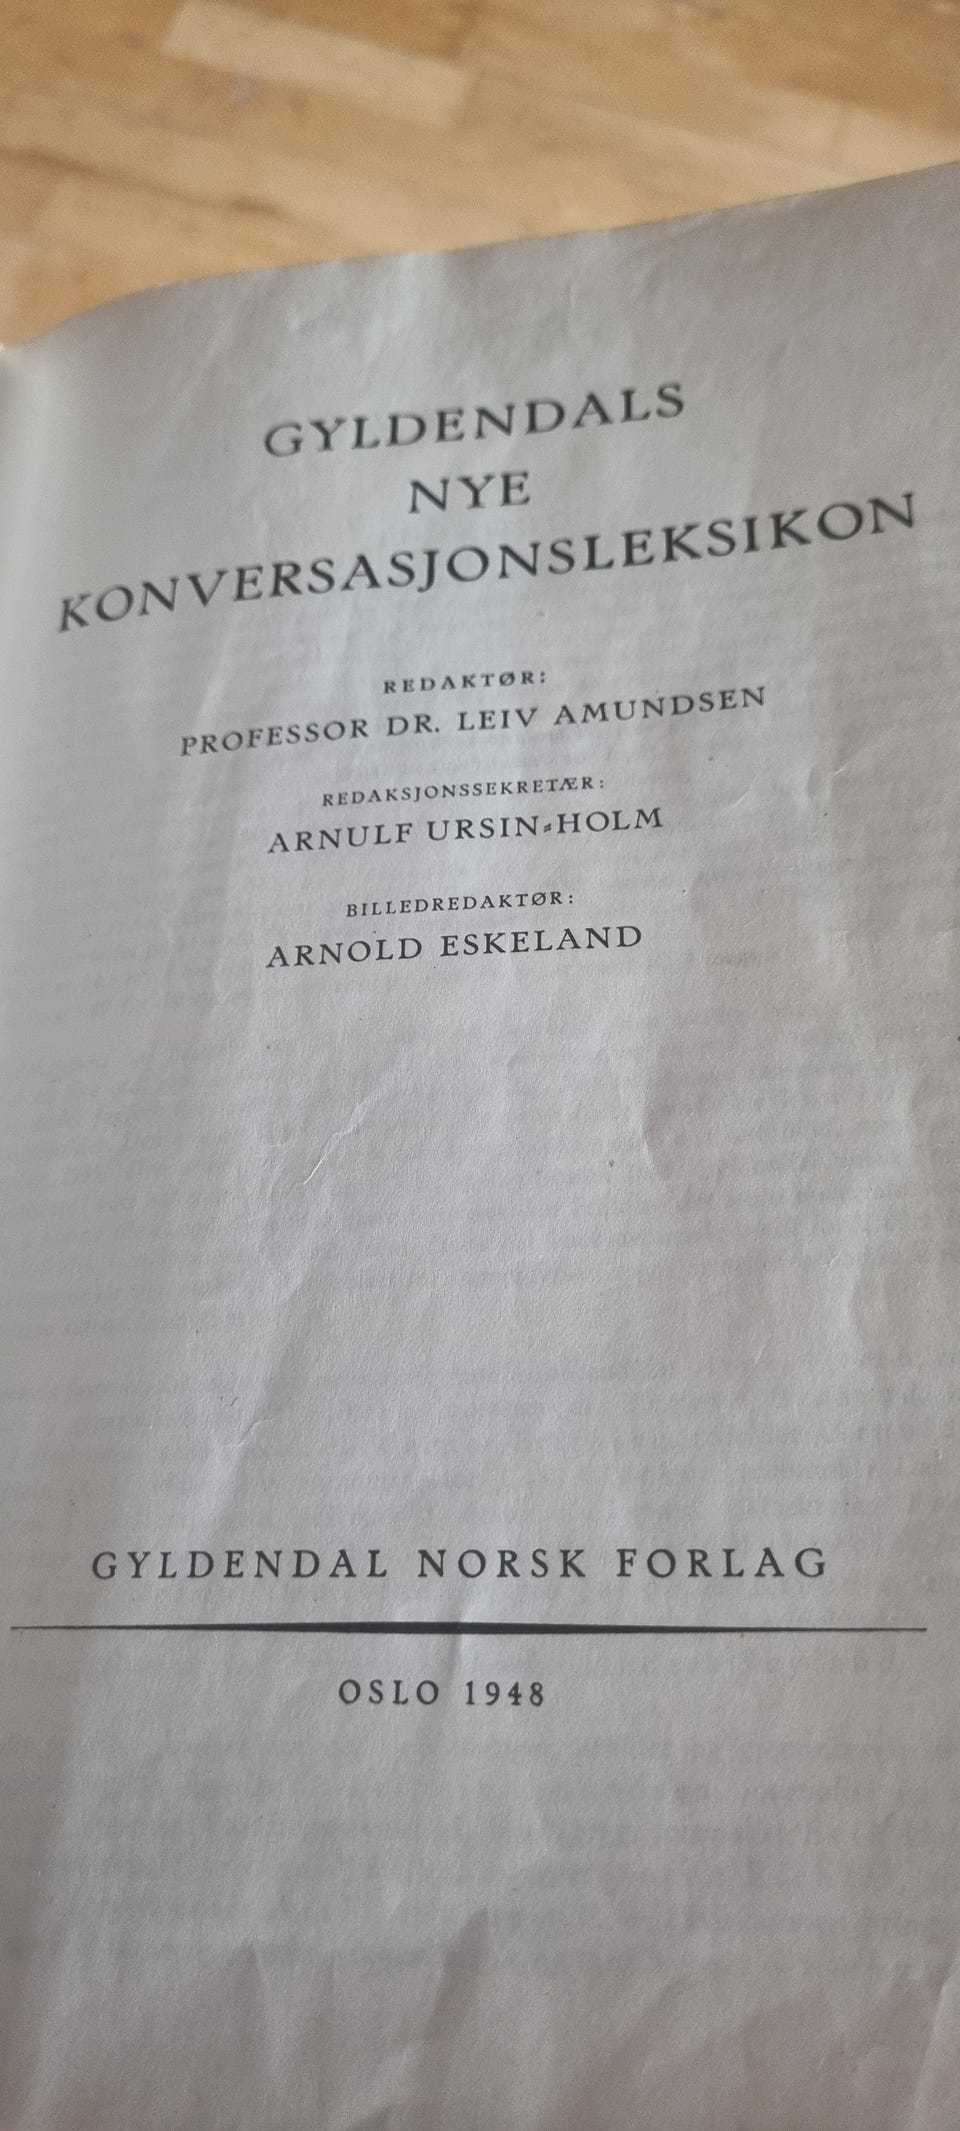 GYLDENDALS
NYE
KONVERSASJONSLEKSIKON
REDAKTØR:
PROFESSOR DR. LEIV AMUNDSEN
REDAKSJONSSEKRETÆR:
ARNULF URSIN-HOLM
BILLEDREDAKTØR:
ARNOLD ESKELAND
GYLDENDAL NORSK FORLAG
OSLO 1948